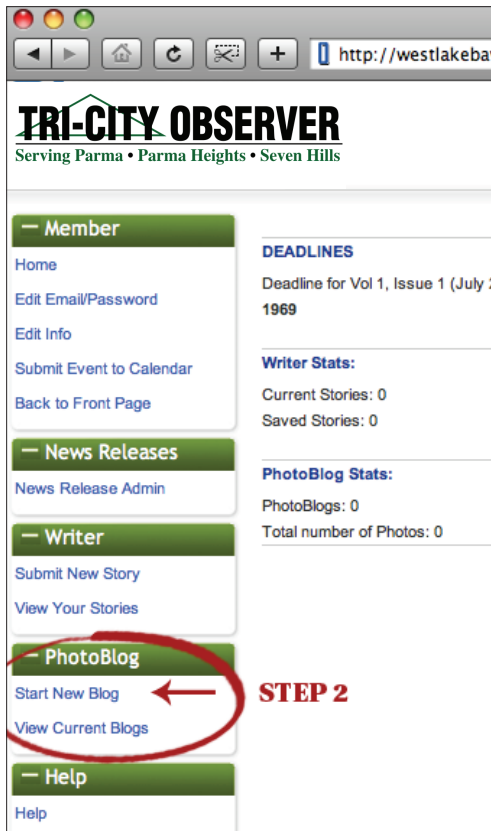 http://westlakeba
TRI-CITY OBSERVER
Serving Parma • Parma Heights • Seven Hills
— Member
Home
Edit Email/Password
Edit Info
Submit Event to Calendar
Back to Front Page
— News Releases
News Release Admin
— Writer
Submit New Story
View Your Stories
— PhotoBlog
Start New Blog
View Current Blogs
— Help
Help
DEADLINES
Deadline for Vol 1, Issue 1 (July
1969
Writer Stats:
Current Stories: 0
Saved Stories: 0
PhotoBlog Stats:
PhotoBlogs: 0
Total number of Photos: 0
STEP 2